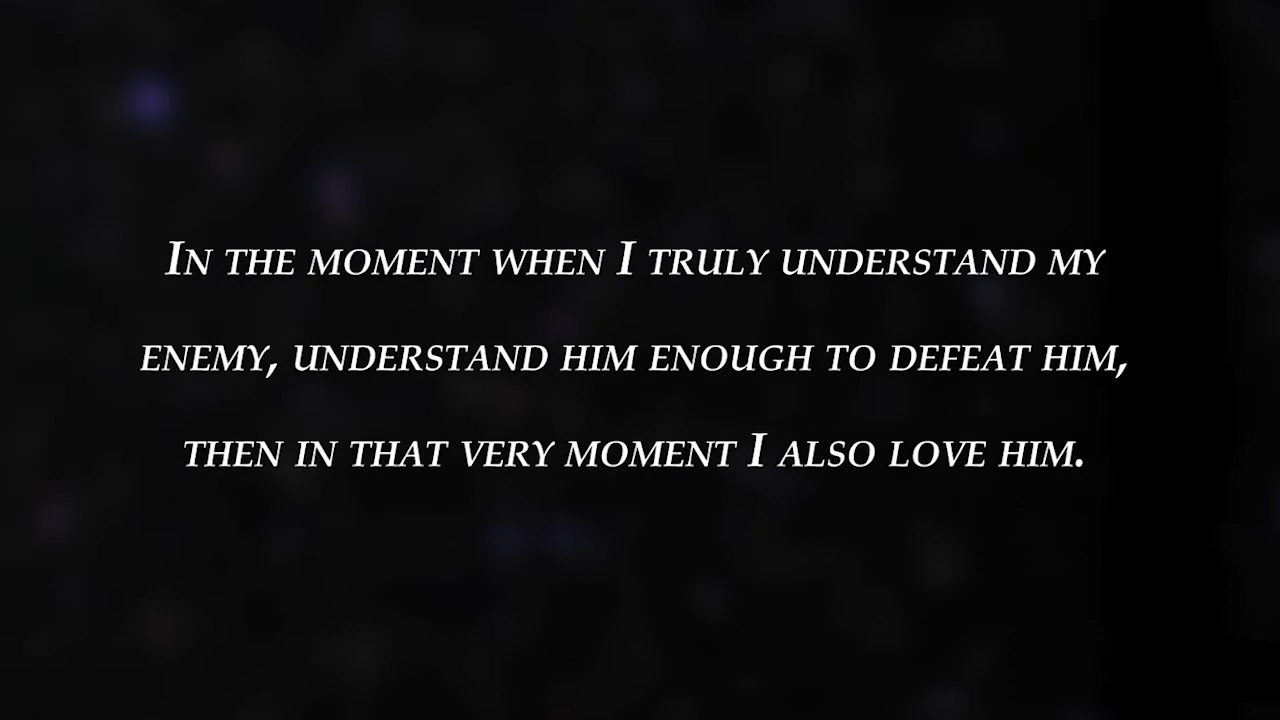 In the moment when I truly understand my
enemy, understand him enough to defeat him,
then in that very moment I also love him.